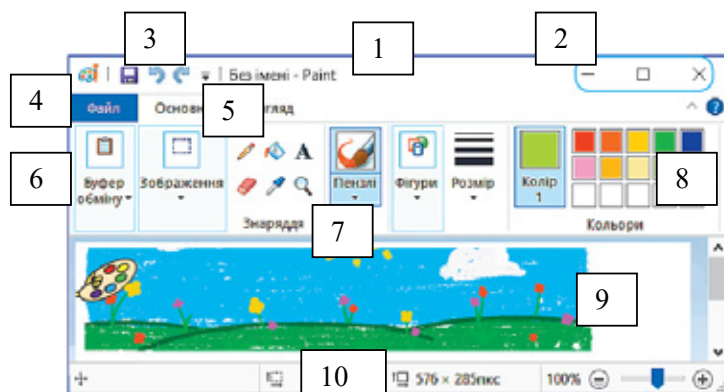 3
1
2
Без імені - Paint
4
Файл
Основн
5
гляд
6
Буфер обміну
Зображення
A
Пензлі
Фігури
Розмір
Колір 1
8
Знаряддя
7
Кольори
9
10
576 × 285пкс
100%